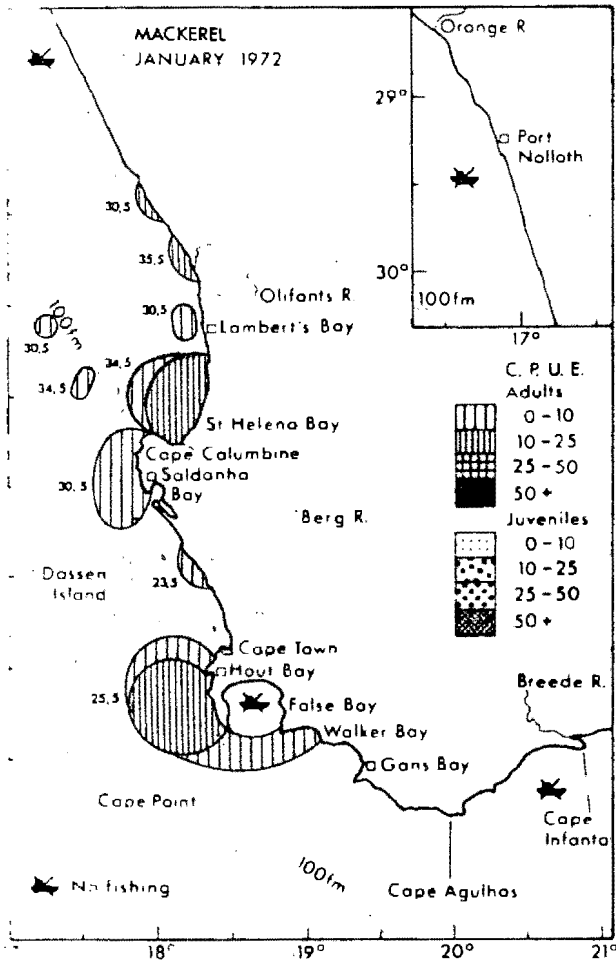 MACKEREL
JANUARY 1972
Orange R
29°
Port
Nolloth
30°
100fm
17°
30,5
35,5
Olifants R.
30,5
Lambert's Bay
100fm
30,5
34,5
34,5
St Helena Bay
Cape Calumbine
Saldanha
Bay
30,5
Berg R.
Dassen
Island
23,5
C. P. U. E.
Adults
0-10
10-25
25-50
50+
Juveniles
0-10
10-25
25-50
50+
Cape Town
Hout Bay
25,5
False Bay
Walker Bay
Breede R.
Gans Bay
Cape Point
Cape
Infanta
100fm
No fishing
Cape Agulhas
17
18°
19°
20°
21°